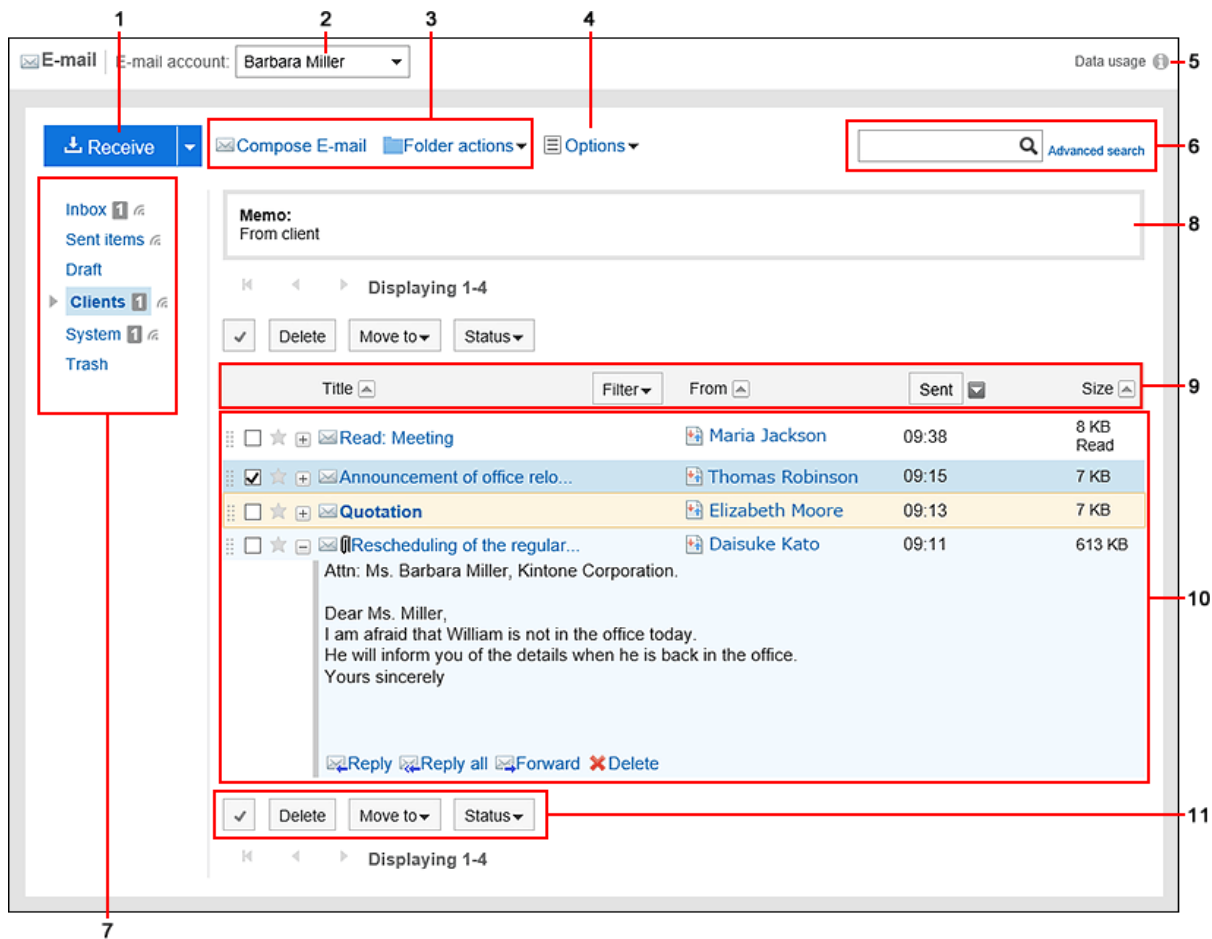 1 2 3 4
E-mail E-mail account: Barbara Miller Data usage 5
Receive Compose E-mail Folder actions Options Advanced search 6
Inbox 1
Sent items
Draft
Clients 1
System 1
Trash
7
Memo:
From client
8
Displaying 1-4
Delete Move to Status
Title Filter From Sent Size 9
Read: Meeting Maria Jackson 09:38 8 KB
Read
Announcement of office relo... Thomas Robinson 09:15 7 KB
Quotation Elizabeth Moore 09:13 7 KB
Rescheduling of the regular... Daisuke Kato 09:11 613 KB
Attn: Ms. Barbara Miller, Kintone Corporation.
Dear Ms. Miller,
I am afraid that William is not in the office today.
He will inform you of the details when he is back in the office.
Yours sincerely
10
Reply Reply all Forward Delete
Delete Move to Status 11
Displaying 1-4